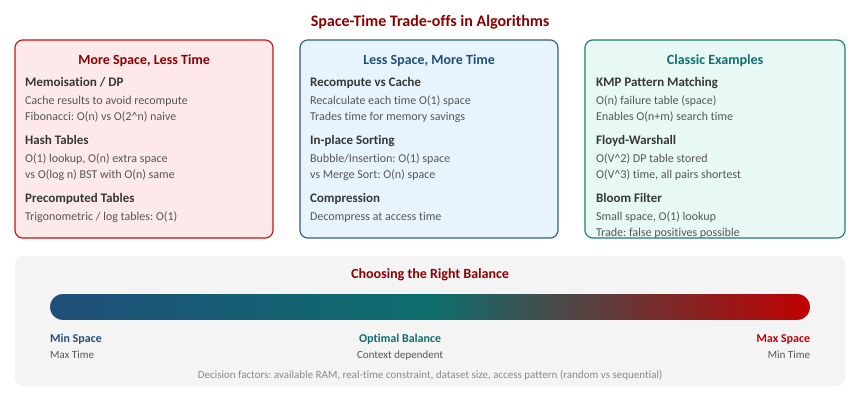 Space-Time Trade-offs in Algorithms
More Space, Less Time
Memoisation / DP
Cache results to avoid recompute
Fibonacci: O(n) vs O(2^n) naive
Hash Tables
O(1) lookup, O(n) extra space
vs O(log n) BST with O(n) same
Precomputed Tables
Trigonometric / log tables: O(1)
Less Space, More Time
Recompute vs Cache
Recalculate each time O(1) space
Trades time for memory savings
In-place Sorting
Bubble/Insertion: O(1) space
vs Merge Sort: O(n) space
Compression
Decompress at access time
Classic Examples
KMP Pattern Matching
O(n) failure table (space)
Enables O(n+m) search time
Floyd-Warshall
O(V^2) DP table stored
O(V^3) time, all pairs shortest
Bloom Filter
Small space, O(1) lookup
Trade: false positives possible
Choosing the Right Balance
Min Space
Max Time
Optimal Balance
Context dependent
Max Space
Min Time
Decision factors: available RAM, real-time constraint, dataset size, access pattern (random vs sequential)